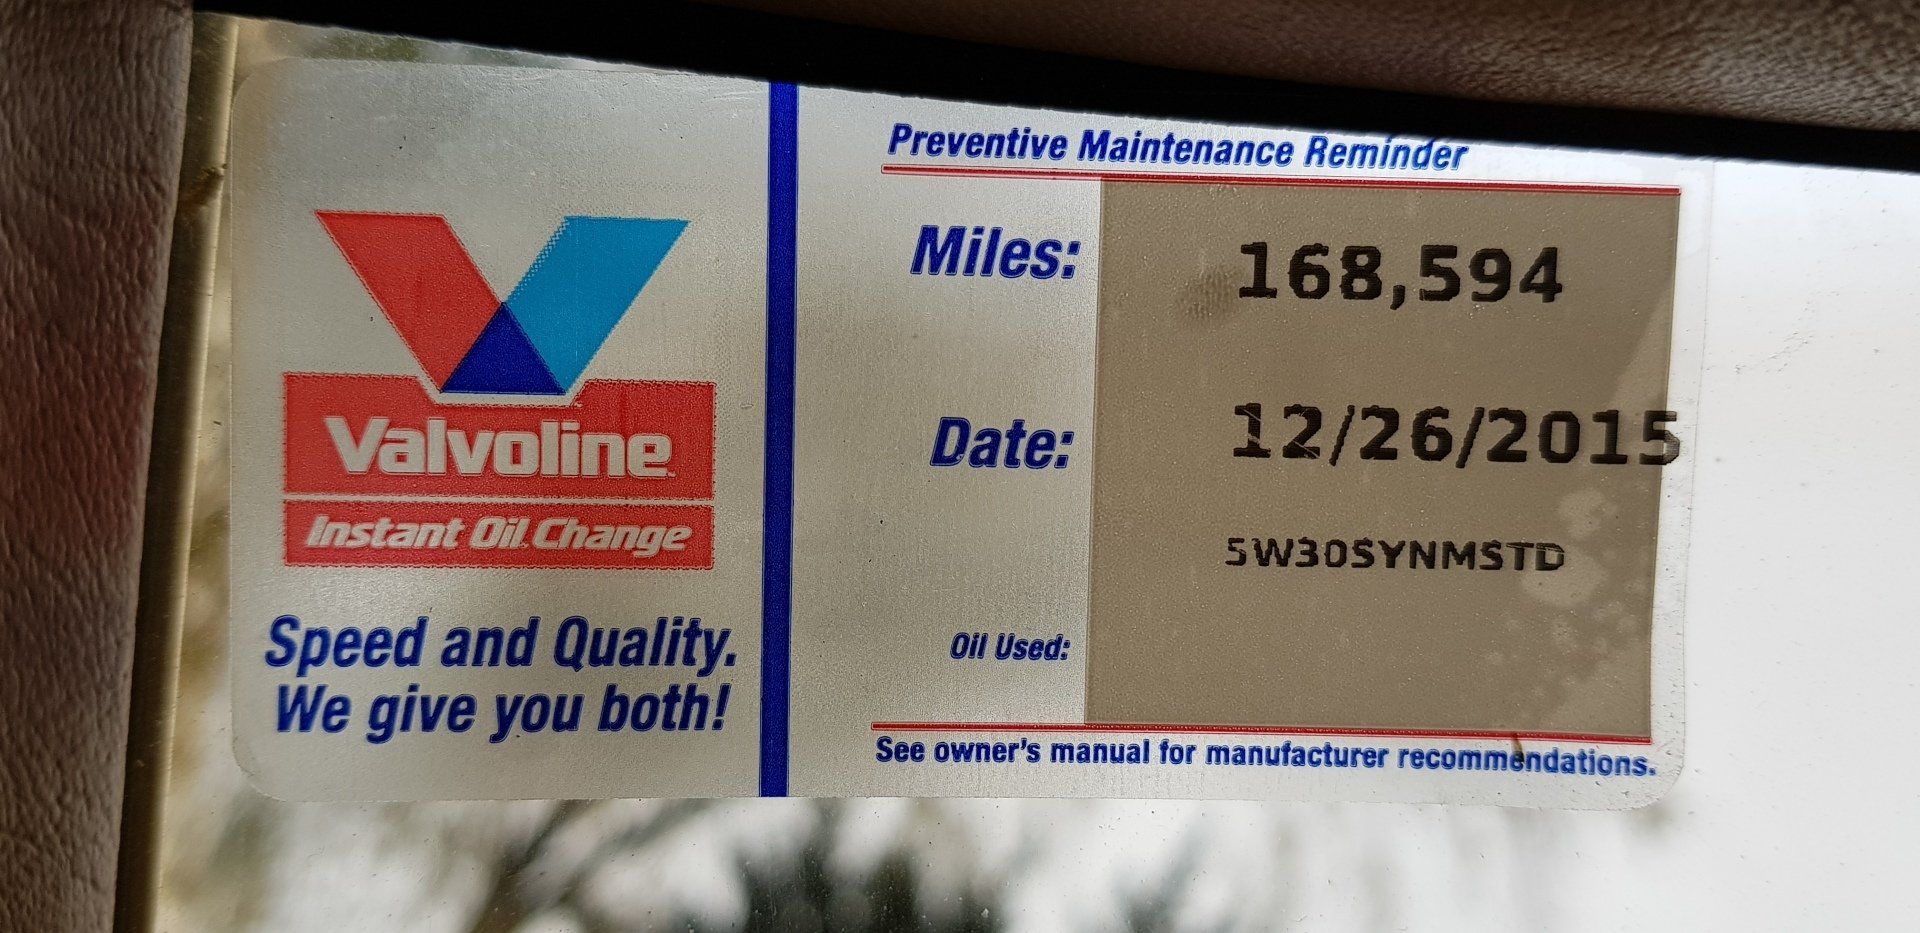 Valvoline
Instant Oil Change
Speed and Quality.
We give you both!
Preventive Maintenance Reminder
Miles: 168,594
Date: 12/26/2015
5W30SYNMSTD
Oil Used:
See owner's manual for manufacturer recommendations.